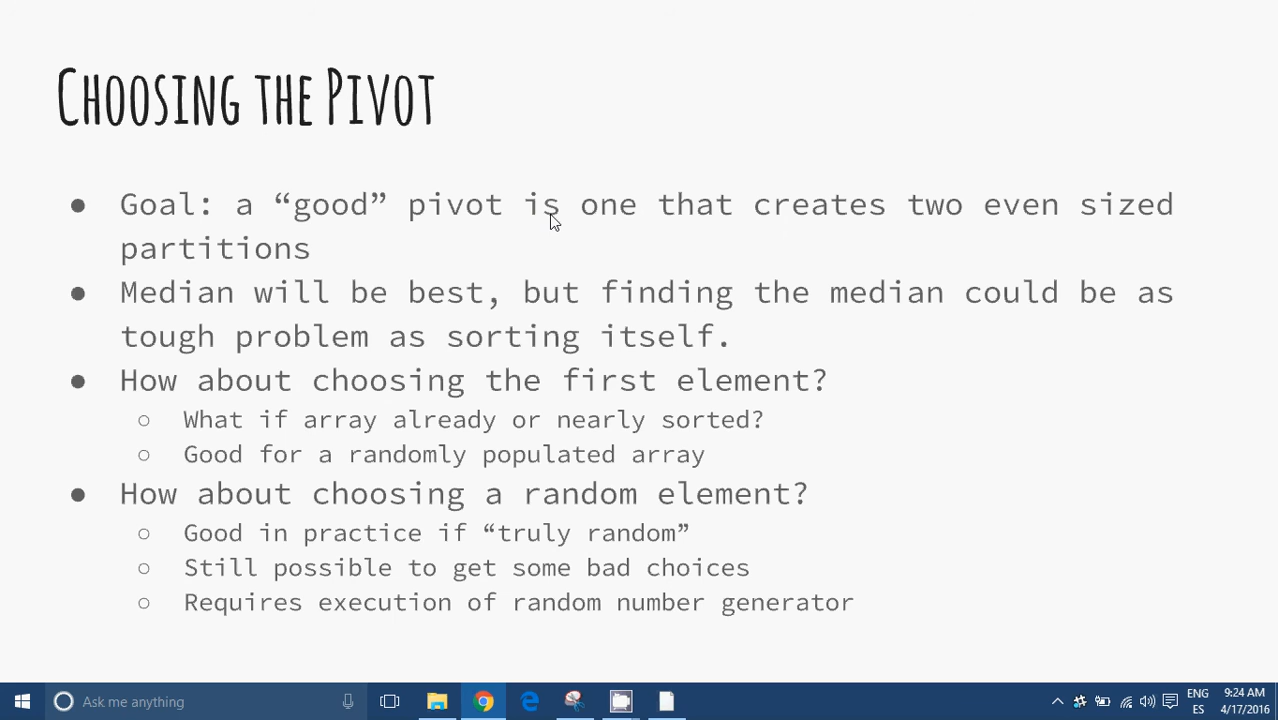 CHOOSING THE PIVOT
● Goal: a “good” pivot is one that creates two even sized
partitions
● Median will be best, but finding the median could be as
tough problem as sorting itself.
● How about choosing the first element?
○ What if array already or nearly sorted?
○ Good for a randomly populated array
● How about choosing a random element?
○ Good in practice if “truly random”
○ Still possible to get some bad choices
○ Requires execution of random number generator
Ask me anything
ENG
ES
9:24 AM
4/17/2016